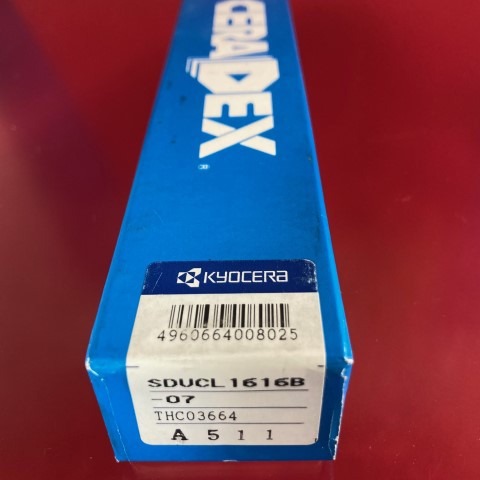 CERADEX
®
KYOCERA
4960664008025
SDUCL1616B
-07
THC03664
A 511